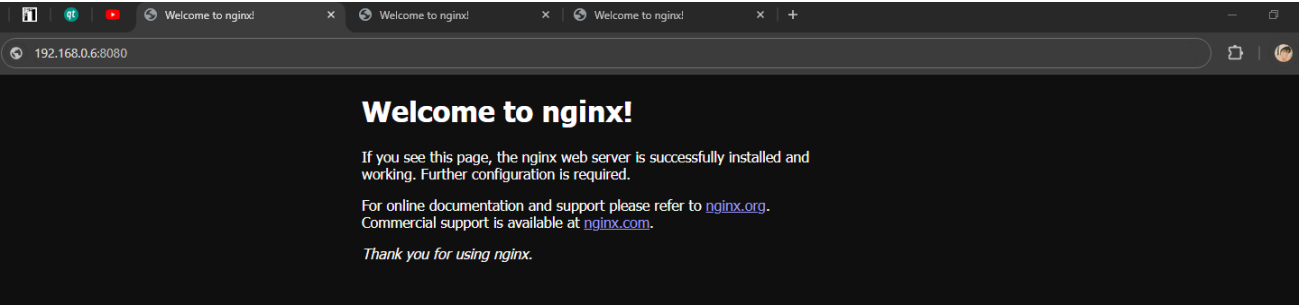 qt
Welcome to nginx!
Welcome to nginx!
Welcome to nginx!
192.168.0.6:8080
Welcome to nginx!
If you see this page, the nginx web server is successfully installed and
working. Further configuration is required.
For online documentation and support please refer to nginx.org.
Commercial support is available at nginx.com.
Thank you for using nginx.